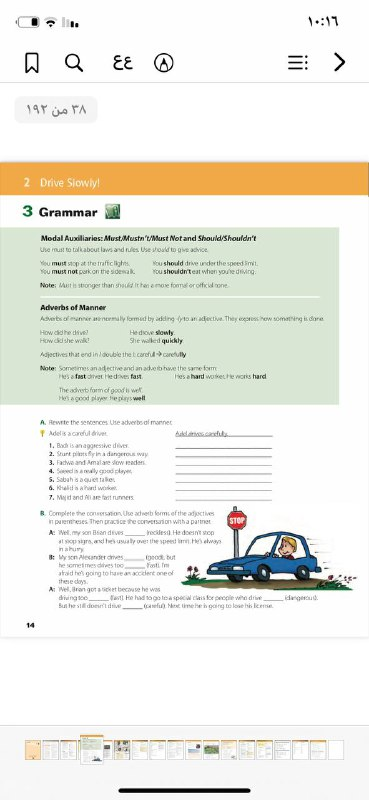 ١٠:١٦
ع٤
٣٨ من ١٩٢
2 Drive Slowly!
3 Grammar
Modal Auxiliaries: Must/Mustn't/Must Not and Should/Shouldn't
Use must to talk about laws and rules. Use should to give advice.
You must stop at the traffic lights. You should drive under the speed limit.
You must not park on the sidewalk. You shouldn't eat when you're driving.
Note: Must is stronger than should. It has a more formal or official tone.
Adverbs of Manner
Adverbs of manner are normally formed by adding -ly to an adjective. They express how something is done.
How did he drive? He drove slowly.
How did she walk? She walked quickly.
Adjectives that end in l double the l: careful → carefully
Note: Sometimes an adjective and an adverb have the same form:
He's a fast driver. He drives fast. He's a hard worker. He works hard.
The adverb form of good is well.
He's a good player. He plays well.
A. Rewrite the sentences. Use adverbs of manner.
Adel is a careful driver. Adel drives carefully.
1. Badr is an aggressive driver.
2. Stunt pilots fly in a dangerous way.
3. Fadwa and Amal are slow readers.
4. Saeed is a really good player.
5. Sabah is a quiet talker.
6. Khalid is a hard worker.
7. Majid and Ali are fast runners.
B. Complete the conversation. Use adverb forms of the adjectives
in parentheses. Then practice the conversation with a partner.
A: Well, my son Brian drives ______ (reckless). He doesn't stop
at stop signs, and he's usually over the speed limit. He's always
in a hurry.
B: My son Alexander drives ______ (good), but
he sometimes drives too ______ (fast). I'm
afraid he's going to have an accident one of
these days.
A: Well, Brian got a ticket because he was
driving too ______ (fast). He had to go to a special class for people who drive ______ (dangerous).
But he still doesn't drive ______ (careful). Next time he is going to lose his license.
STOP
14